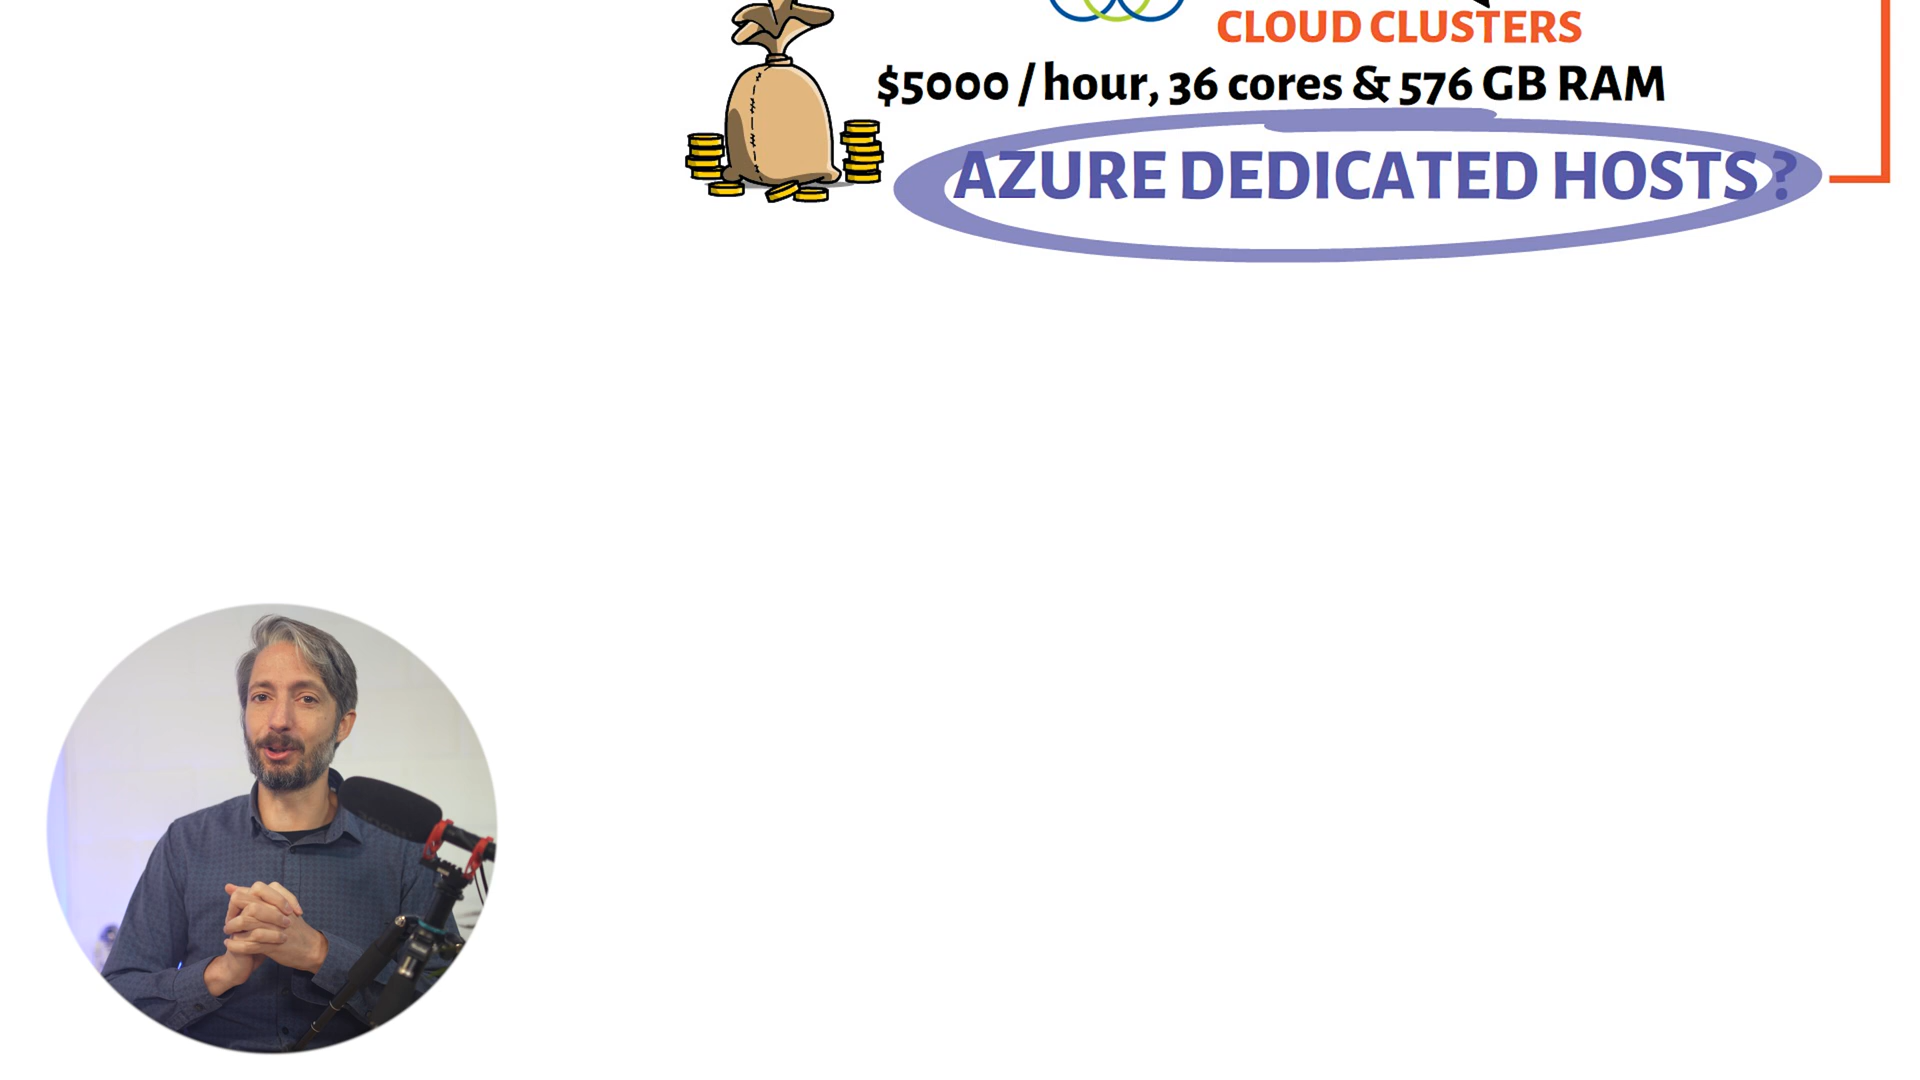 CLOUD CLUSTERS
$5000 / hour, 36 cores & 576 GB RAM
AZURE DEDICATED HOSTS ?